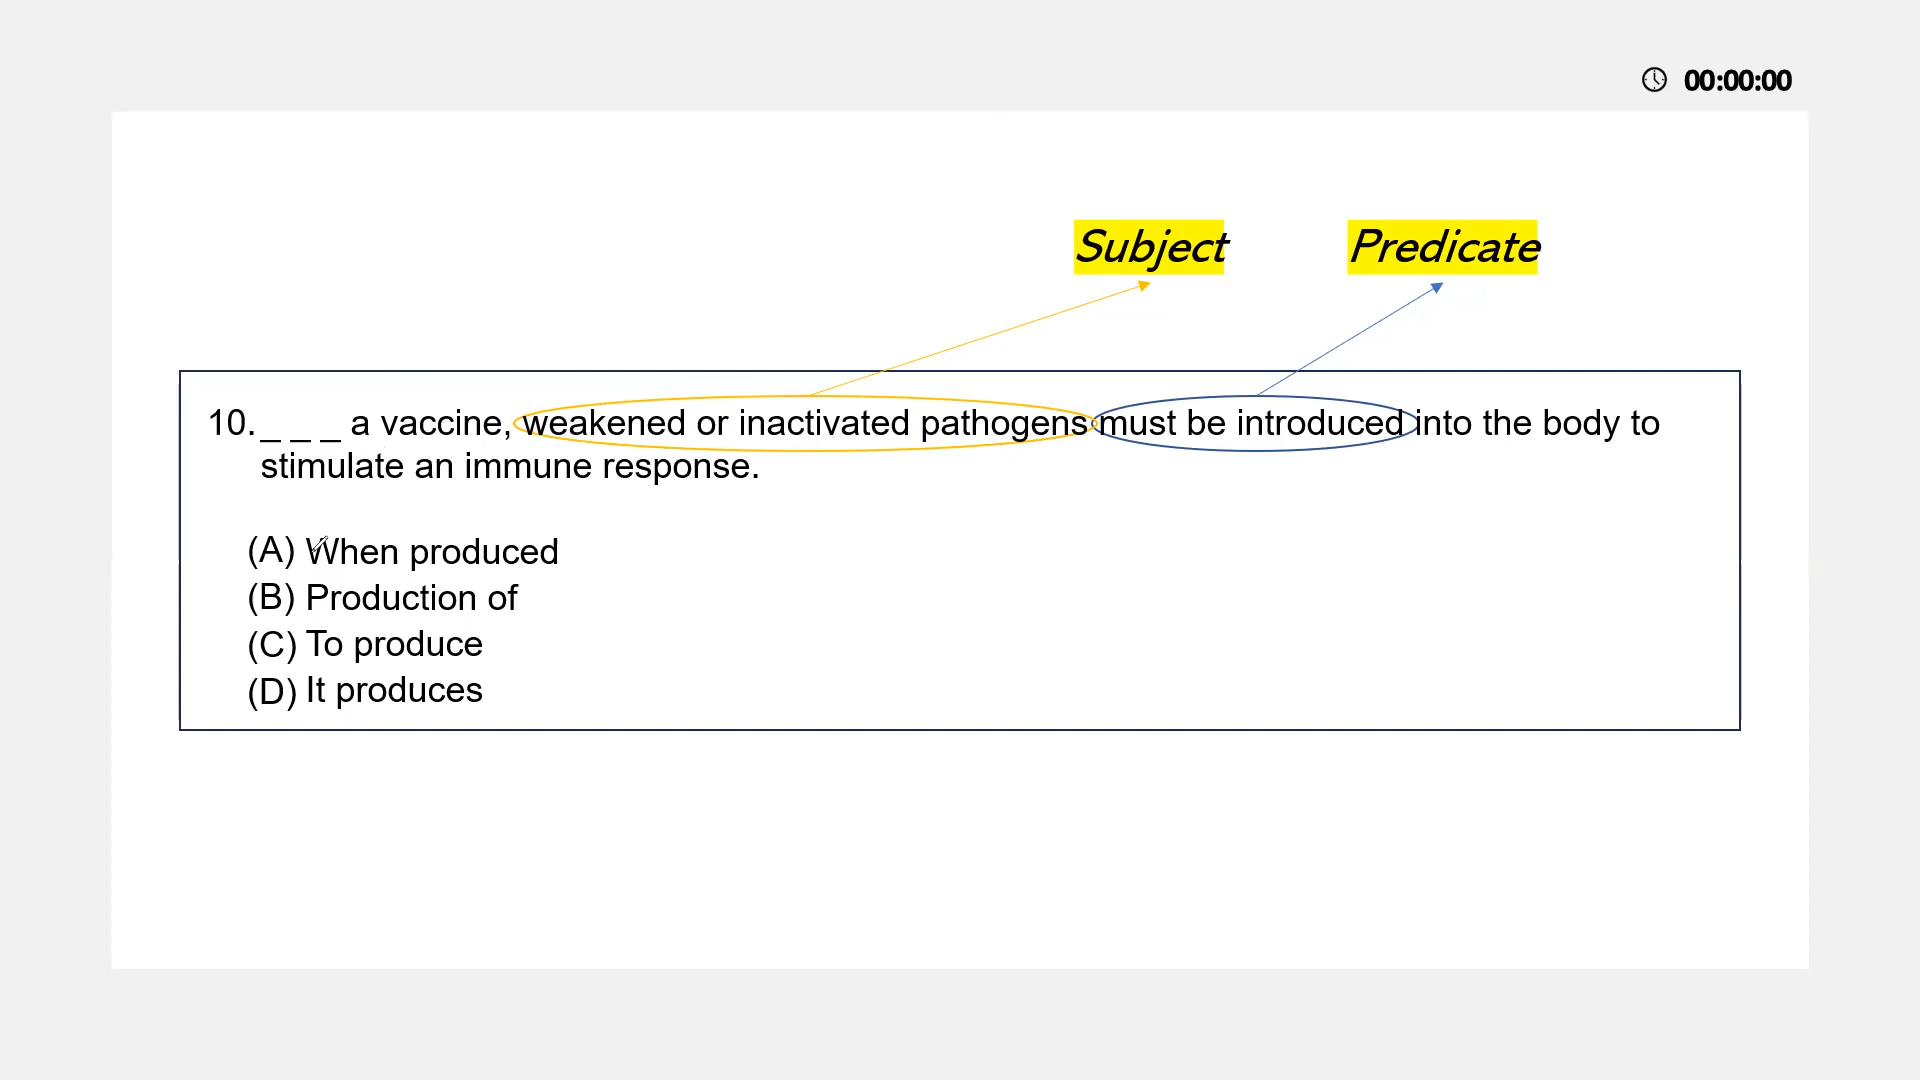 00:00:00
Subject Predicate
10. _ _ _ a vaccine, weakened or inactivated pathogens must be introduced into the body to
stimulate an immune response.
(A) When produced
(B) Production of
(C) To produce
(D) It produces